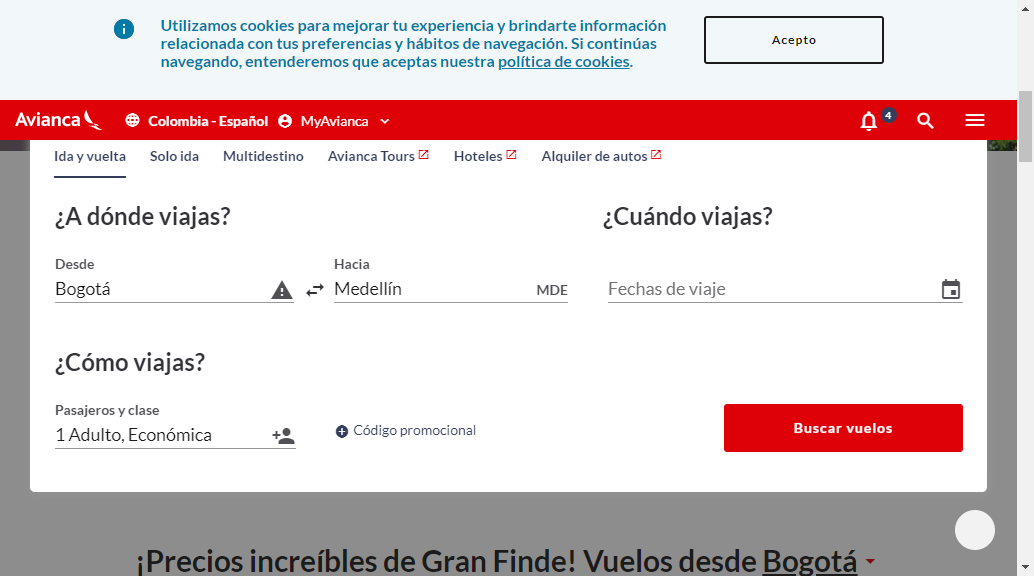 Utilizamos cookies para mejorar tu experiencia y brindarte información
relacionada con tus preferencias y hábitos de navegación. Si continúas
navegando, entenderemos que aceptas nuestra política de cookies.
Acepto
Avianca Colombia - Español MyAvianca 4
Ida y vuelta Solo ida Multidestino Avianca Tours Hoteles Alquiler de autos
¿A dónde viajas? ¿Cuándo viajas?
Desde Hacia
Bogotá Medellín MDE Fechas de viaje
¿Cómo viajas?
Pasajeros y clase
1 Adulto, Económica Código promocional Buscar vuelos
¡Precios increíbles de Gran Finde! Vuelos desde Bogotá